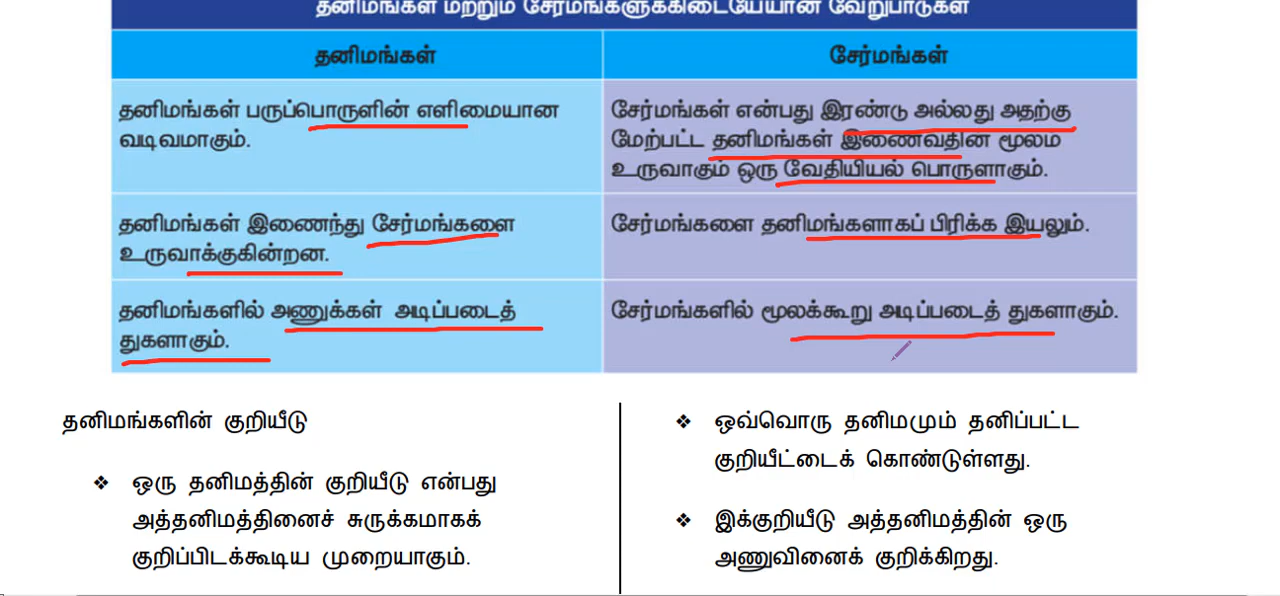 தனிமங்கள் மற்றும் சேர்மங்களுக்கிடையேயான வேறுபாடுகள்
தனிமங்கள்
சேர்மங்கள்
தனிமங்கள் பருப்பொருளின் எளிமையான
வடிவமாகும்.
சேர்மங்கள் என்பது இரண்டு அல்லது அதற்கு
மேற்பட்ட தனிமங்கள் இணைவதின் மூலம்
உருவாகும் ஒரு வேதியியல் பொருளாகும்.
தனிமங்கள் இணைந்து சேர்மங்களை
உருவாக்குகின்றன.
சேர்மங்களை தனிமங்களாகப் பிரிக்க இயலும்.
தனிமங்களில் அணுக்கள் அடிப்படைத்
துகளாகும்.
சேர்மங்களில் மூலக்கூறு அடிப்படைத் துகளாகும்.
தனிமங்களின் குறியீடு
❖ ஒரு தனிமத்தின் குறியீடு என்பது
அத்தனிமத்தினைச் சுருக்கமாகக்
குறிப்பிடக்கூடிய முறையாகும்.
❖ ஒவ்வொரு தனிமமும் தனிப்பட்ட
குறியீட்டைக் கொண்டுள்ளது.
❖ இக்குறியீடு அத்தனிமத்தின் ஒரு
அணுவினைக் குறிக்கிறது.